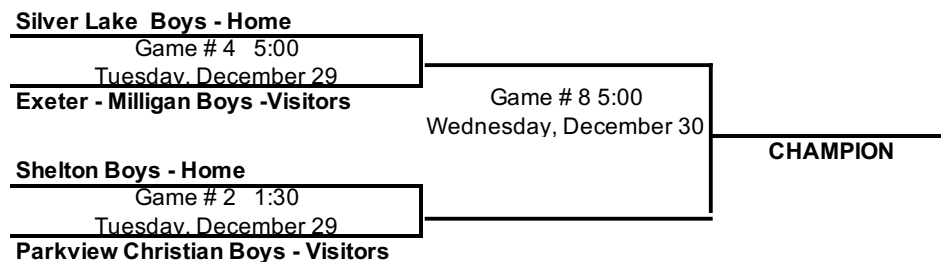 Silver Lake  Boys - Home
Game # 4   5:00
Tuesday, December 29
Exeter - Milligan Boys -Visitors
Game # 8 5:00
Wednesday, December 30
CHAMPION
Shelton Boys - Home
Game # 2   1:30
Tuesday, December 29
Parkview Christian Boys - Visitors